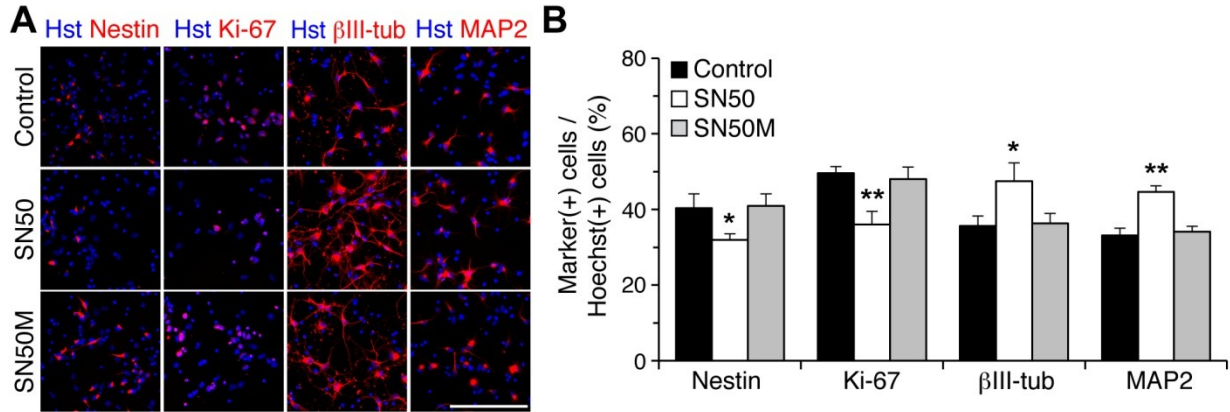 A
Hst Nestin Hst Ki-67 Hst βIII-tub Hst MAP2
Control
SN50
SN50M
B
Marker(+) cells /
Hoechst(+) cells (%)
80
60
40
20
0
Control
SN50
SN50M
*
**
*
**
Nestin
Ki-67
βIII-tub
MAP2